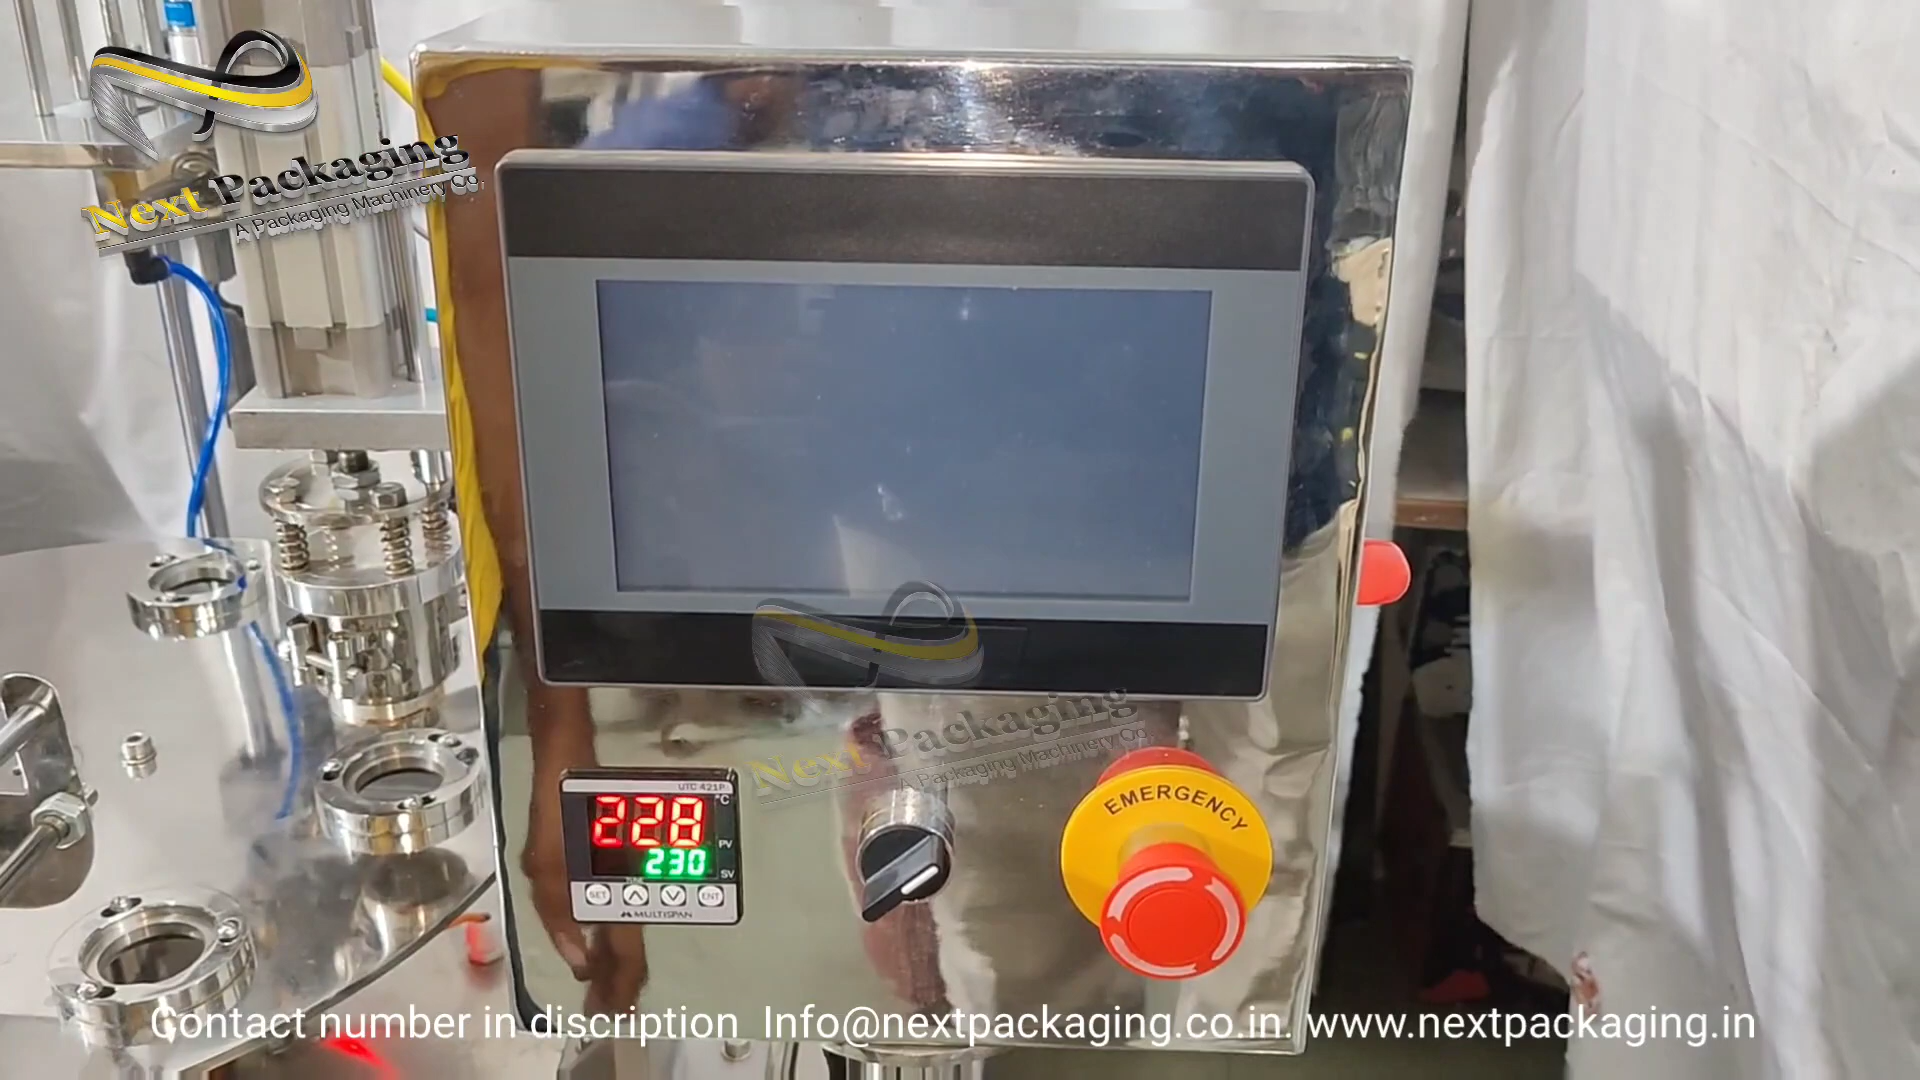 Next Packaging
A Packaging Machinery Co.
Next Packaging
A Packaging Machinery Co.
UTC 421P
228 °C
PV
230
SV
TUNE
SET
ENT
MULTISPAN
EMERGENCY
Contact number in discription Info@nextpackaging.co.in. www.nextpackaging.in